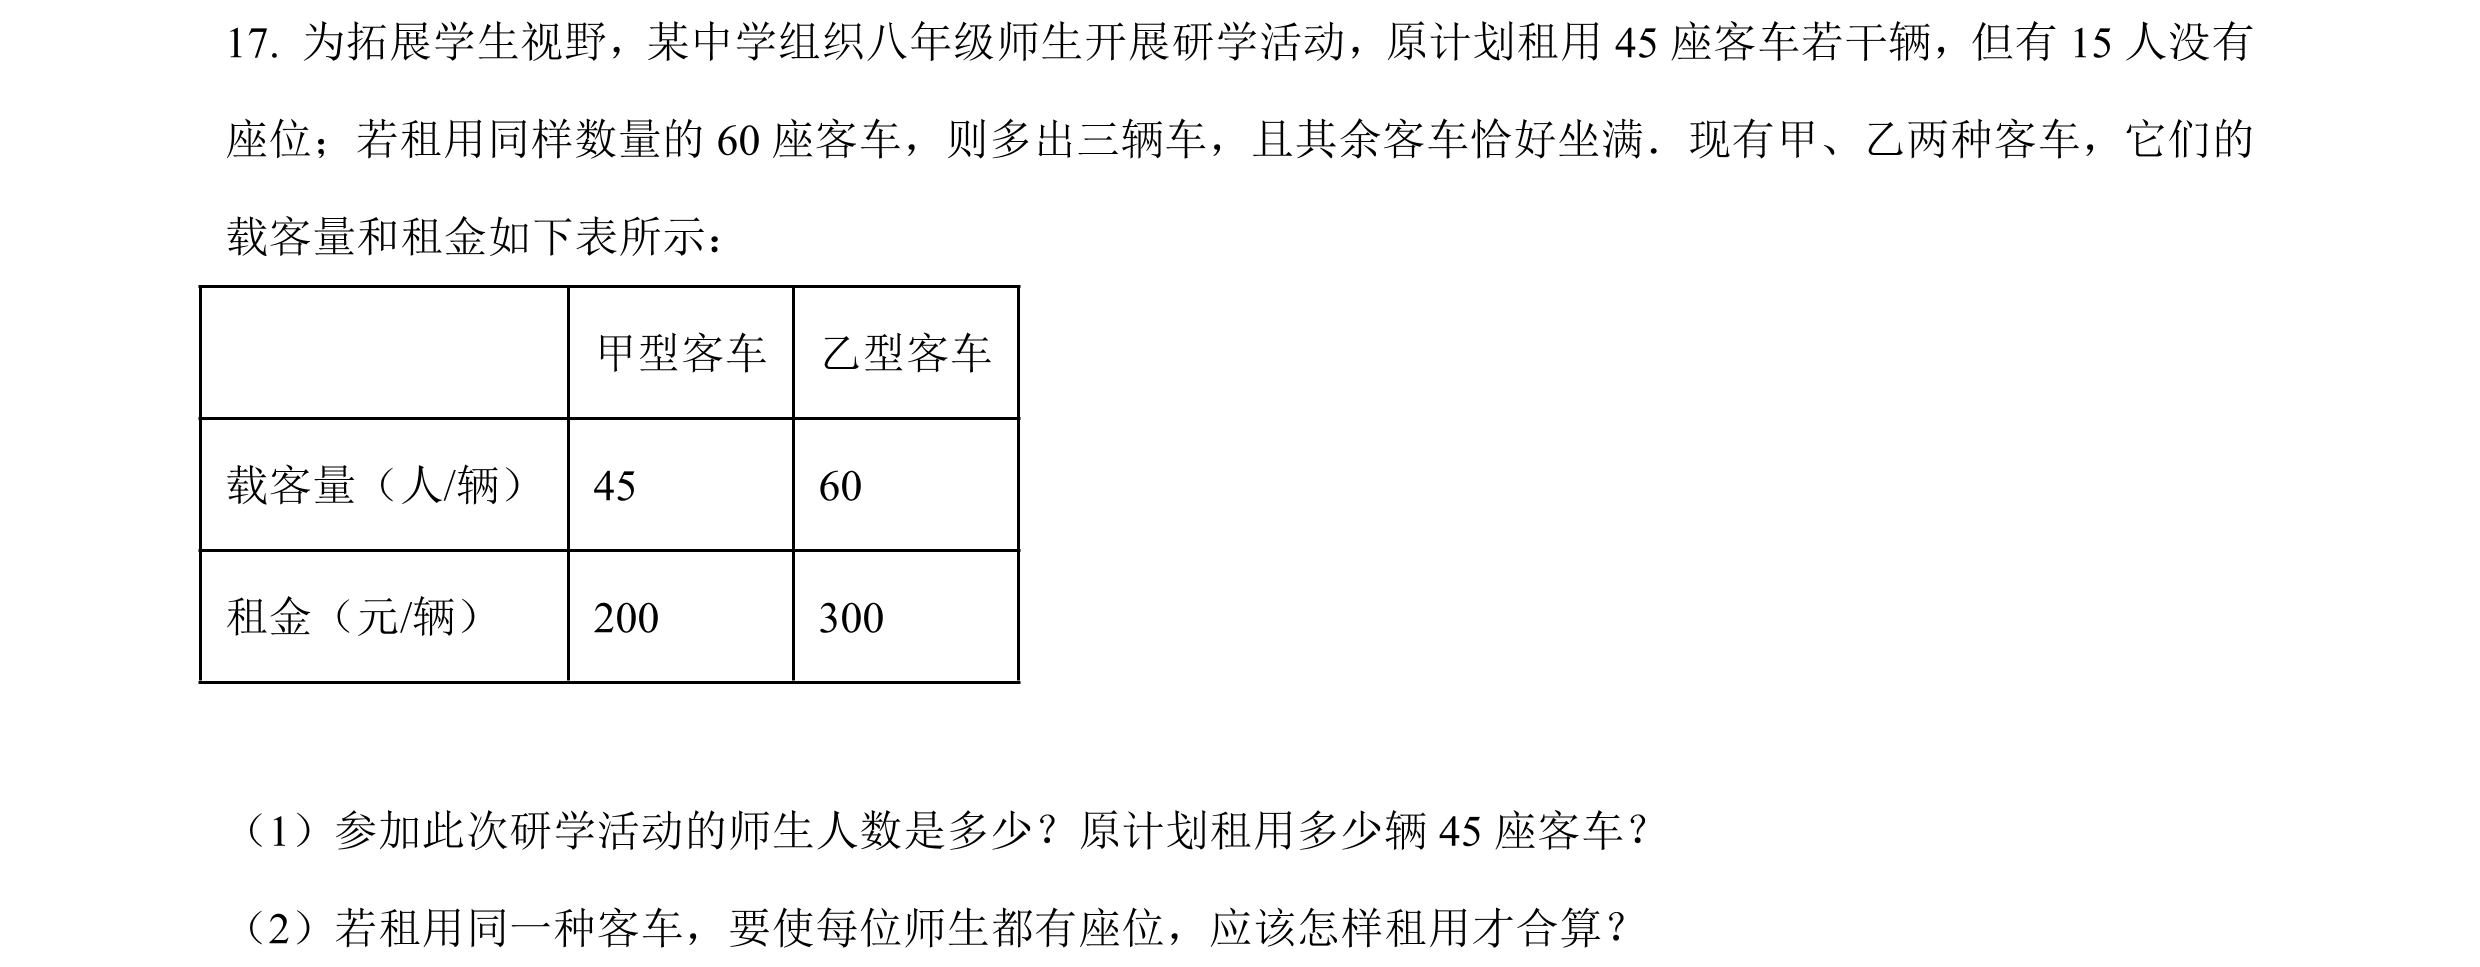 17. 为拓展学生视野，某中学组织八年级师生开展研学活动，原计划租用 45 座客车若干辆，但有 15 人没有
座位；若租用同样数量的 60 座客车，则多出三辆车，且其余客车恰好坐满．现有甲、乙两种客车，它们的
载客量和租金如下表所示：
甲型客车 乙型客车
载客量（人/辆） 45 60
租金（元/辆） 200 300
（1）参加此次研学活动的师生人数是多少？原计划租用多少辆 45 座客车？
（2）若租用同一种客车，要使每位师生都有座位，应该怎样租用才合算？